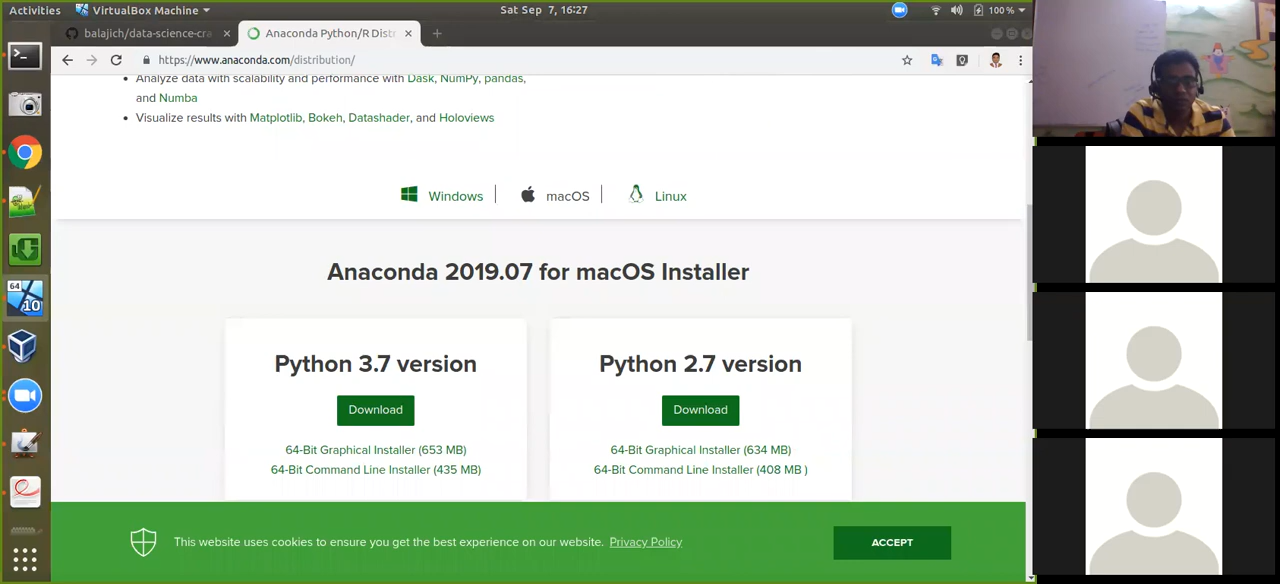 Activities VirtualBox Machine Sat Sep 7, 16:27 100 %
balajich/data-science-cra × Anaconda Python/R Distr × +
https://www.anaconda.com/distribution/
Analyze data with scalability and performance with Dask, NumPy, pandas,
and Numba
Visualize results with Matplotlib, Bokeh, Datashader, and Holoviews
Windows macOS Linux
Anaconda 2019.07 for macOS Installer
Python 3.7 version
Download
64-Bit Graphical Installer (653 MB)
64-Bit Command Line Installer (435 MB)
Python 2.7 version
Download
64-Bit Graphical Installer (634 MB)
64-Bit Command Line Installer (408 MB )
This website uses cookies to ensure you get the best experience on our website. Privacy Policy
ACCEPT
64
10